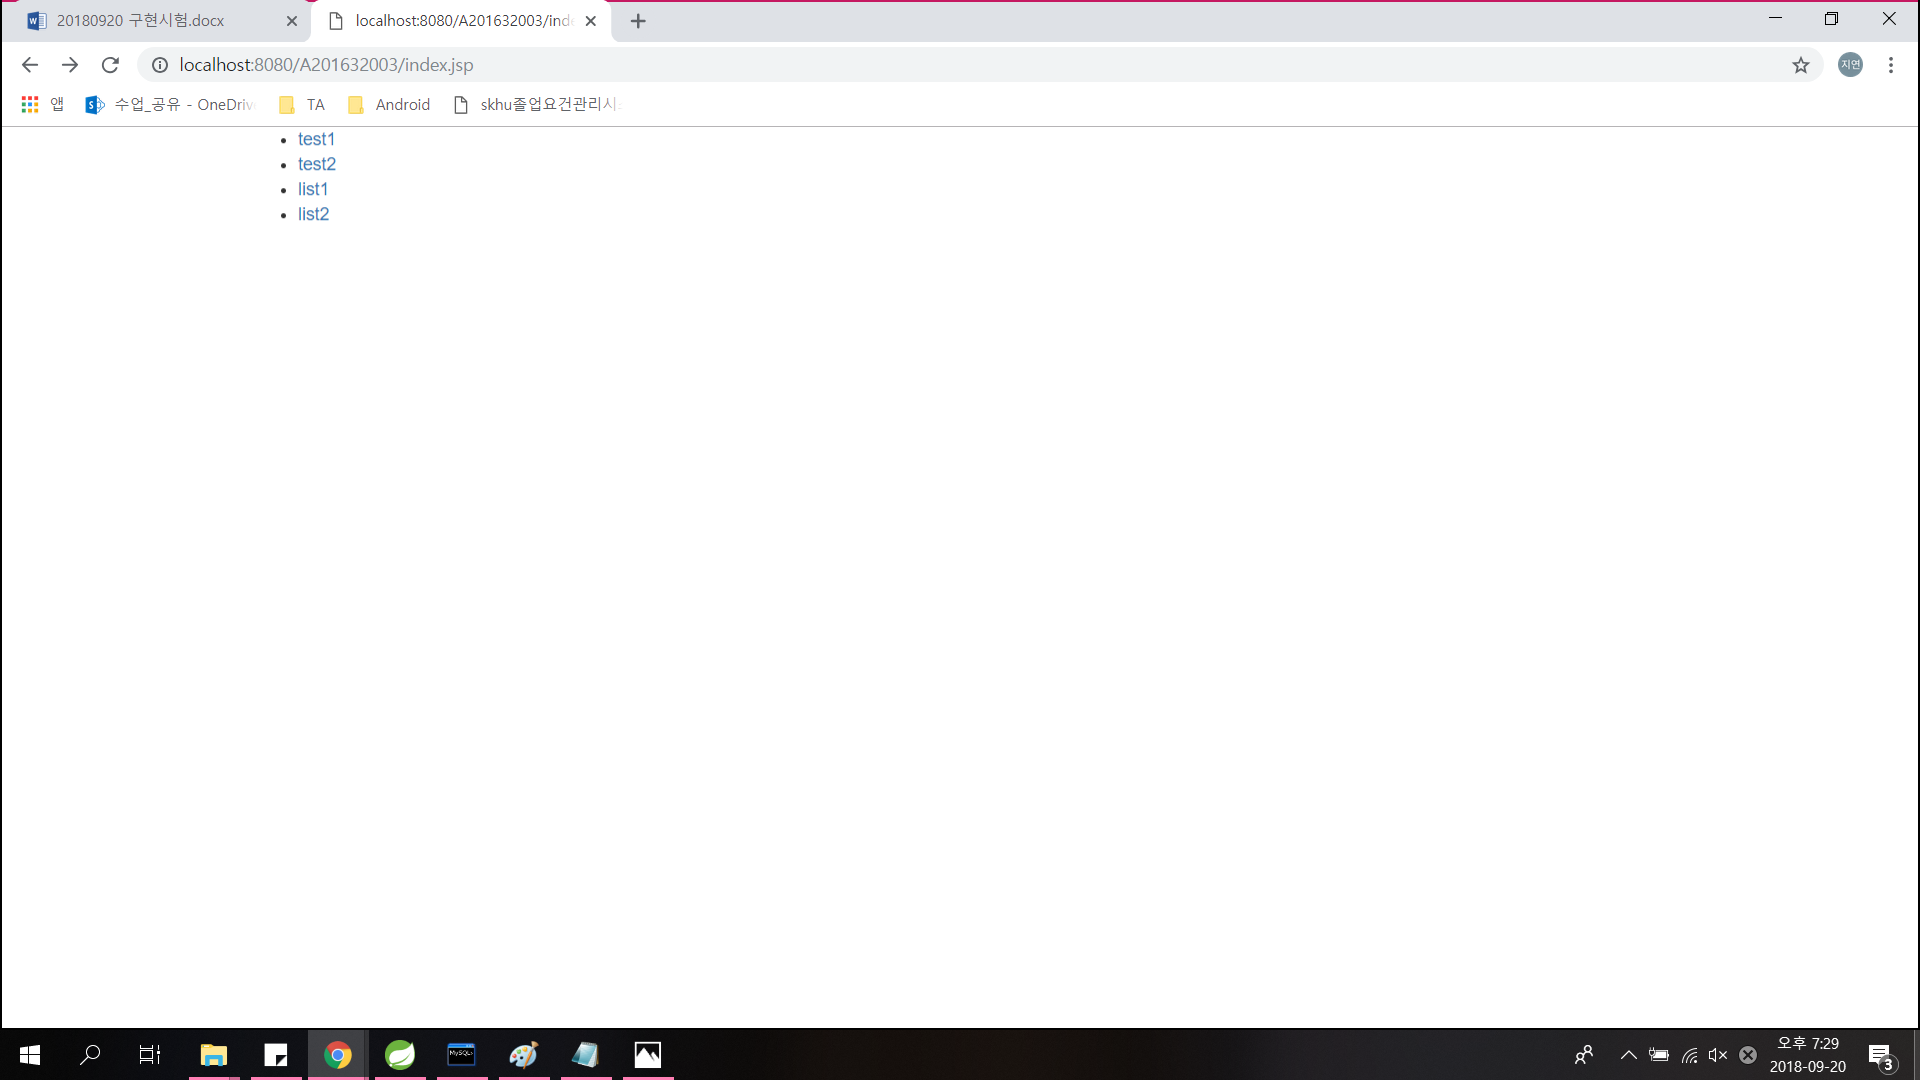 20180920 구현시험.docx
localhost:8080/A201632003/ind
localhost:8080/A201632003/index.jsp
지연
앱
수업_공유 - OneDriv
TA
Android
skhu졸업요건관리시
test1
test2
list1
list2
MySQL
오후 7:29
2018-09-20
3